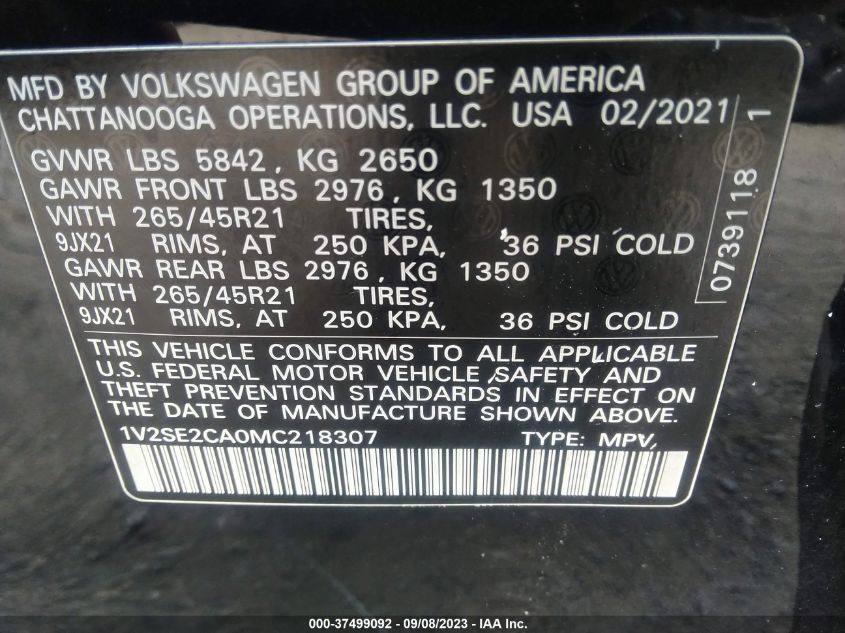 MFD BY VOLKSWAGEN GROUP OF AMERICA
CHATTANOOGA OPERATIONS, LLC. USA 02/2021
GVWR LBS 5842, KG 2650
GAWR FRONT LBS 2976, KG 1350
WITH 265/45R21 TIRES,
9JX21 RIMS, AT 250 KPA, 36 PSI COLD
GAWR REAR LBS 2976, KG 1350
WITH 265/45R21 TIRES,
9JX21 RIMS, AT 250 KPA, 36 PSI COLD
0739118 1
THIS VEHICLE CONFORMS TO ALL APPLICABLE
U.S. FEDERAL MOTOR VEHICLE SAFETY AND
THEFT PREVENTION STANDARDS IN EFFECT ON
THE DATE OF MANUFACTURE SHOWN ABOVE.
1V2SE2CA0MC218307 TYPE: MPV,
000-37499092 - 09/08/2023 - IAA Inc.